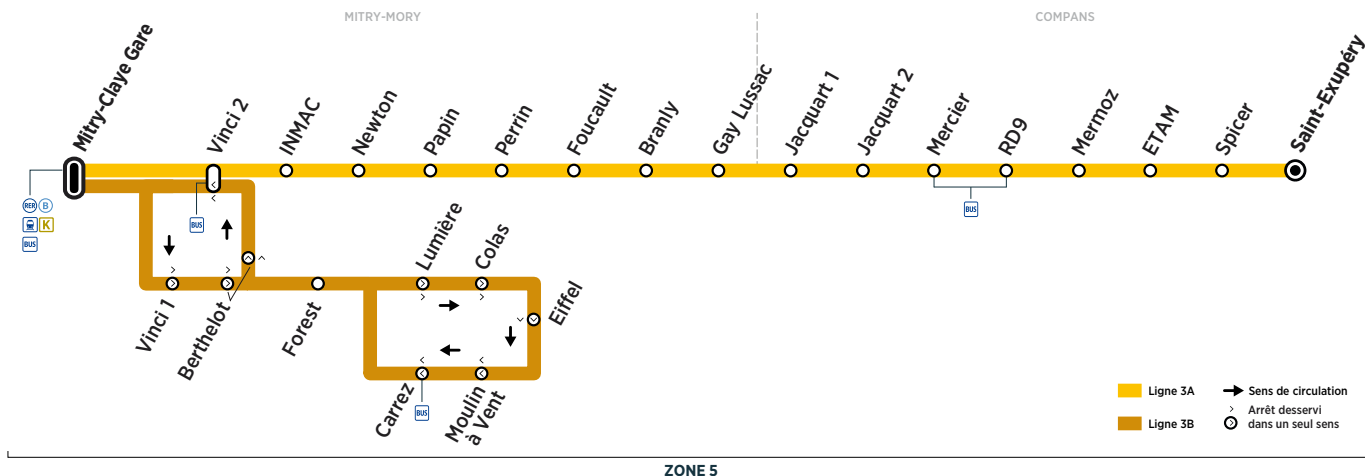 MITRY-MORY
COMPANS
Mitry-Claye Gare
Vinci 2
INMAC
Newton
Papin
Perrin
Foucault
Branly
Gay Lussac
Jacquart 1
Jacquart 2
Mercier
RD9
Mermoz
ETAM
Spicer
Saint-Exupéry
RER B
K
BUS
BUS
BUS
Vinci 1
Berthelot
Forest
Lumière
Colas
Eiffel
Carrez
Moulin
à Vent
BUS
Ligne 3A
Sens de circulation
Ligne 3B
Arrêt desservi
dans un seul sens
ZONE 5